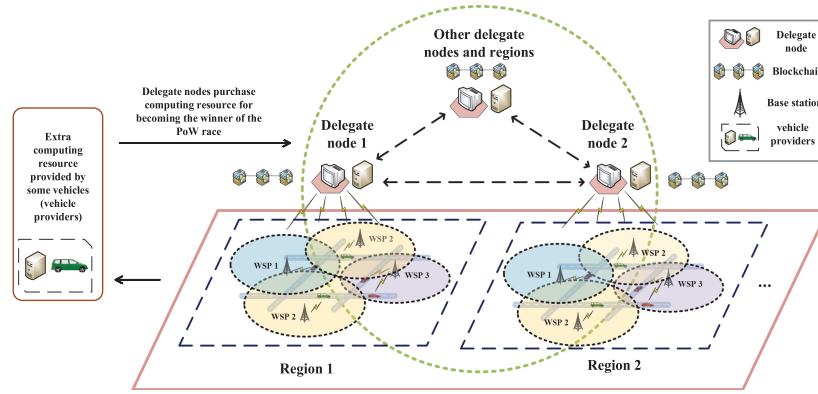 Other delegate
nodes and regions
Delegate
node
Blockchain
Base station
vehicle
providers
Delegate nodes purchase
computing resource for
becoming the winner of the
PoW race
Extra
computing
resource
provided by
some vehicles
(vehicle
providers)
Delegate
node 1
Delegate
node 2
WSP 2
WSP 1
WSP 3
WSP 2
Region 1
WSP 2
WSP 1
WSP 3
WSP 2
Region 2
...